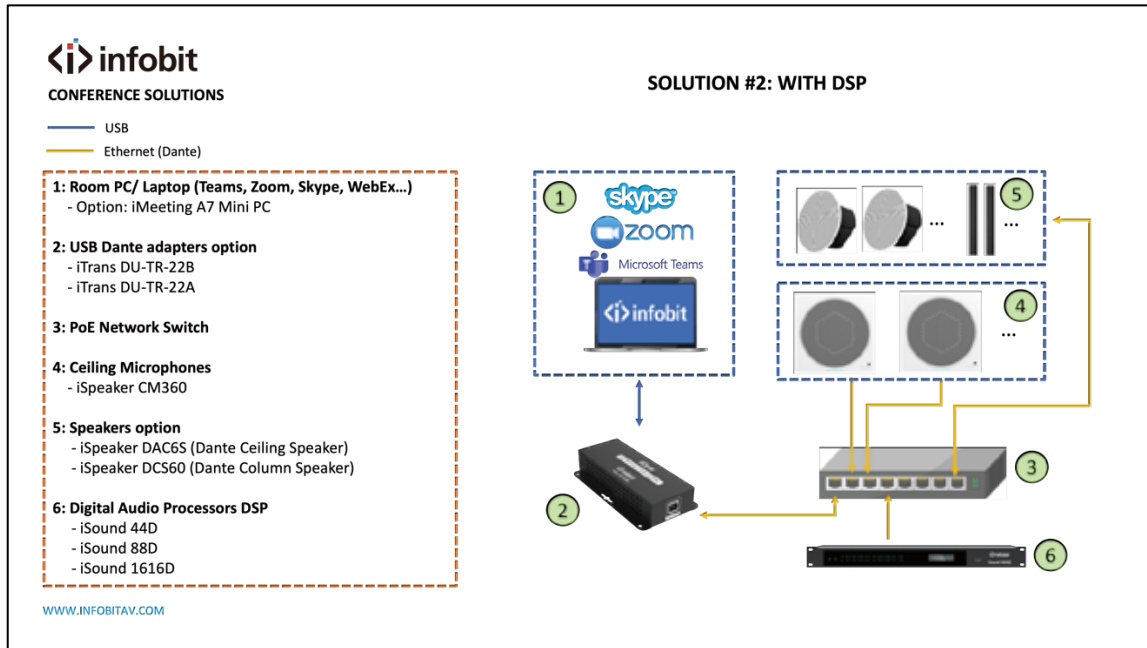 infobit
CONFERENCE SOLUTIONS
SOLUTION #2: WITH DSP
USB
Ethernet (Dante)
1: Room PC/ Laptop (Teams, Zoom, Skype, WebEx...)
- Option: iMeeting A7 Mini PC
2: USB Dante adapters option
- iTrans DU-TR-22B
- iTrans DU-TR-22A
3: PoE Network Switch
4: Ceiling Microphones
- iSpeaker CM360
5: Speakers option
- iSpeaker DAC6S (Dante Ceiling Speaker)
- iSpeaker DCS60 (Dante Column Speaker)
6: Digital Audio Processors DSP
- iSound 44D
- iSound 88D
- iSound 1616D
WWW.INFOBITAV.COM
1
skype
zoom
Microsoft Teams
infobit
5
...
...
4
...
2
3
6